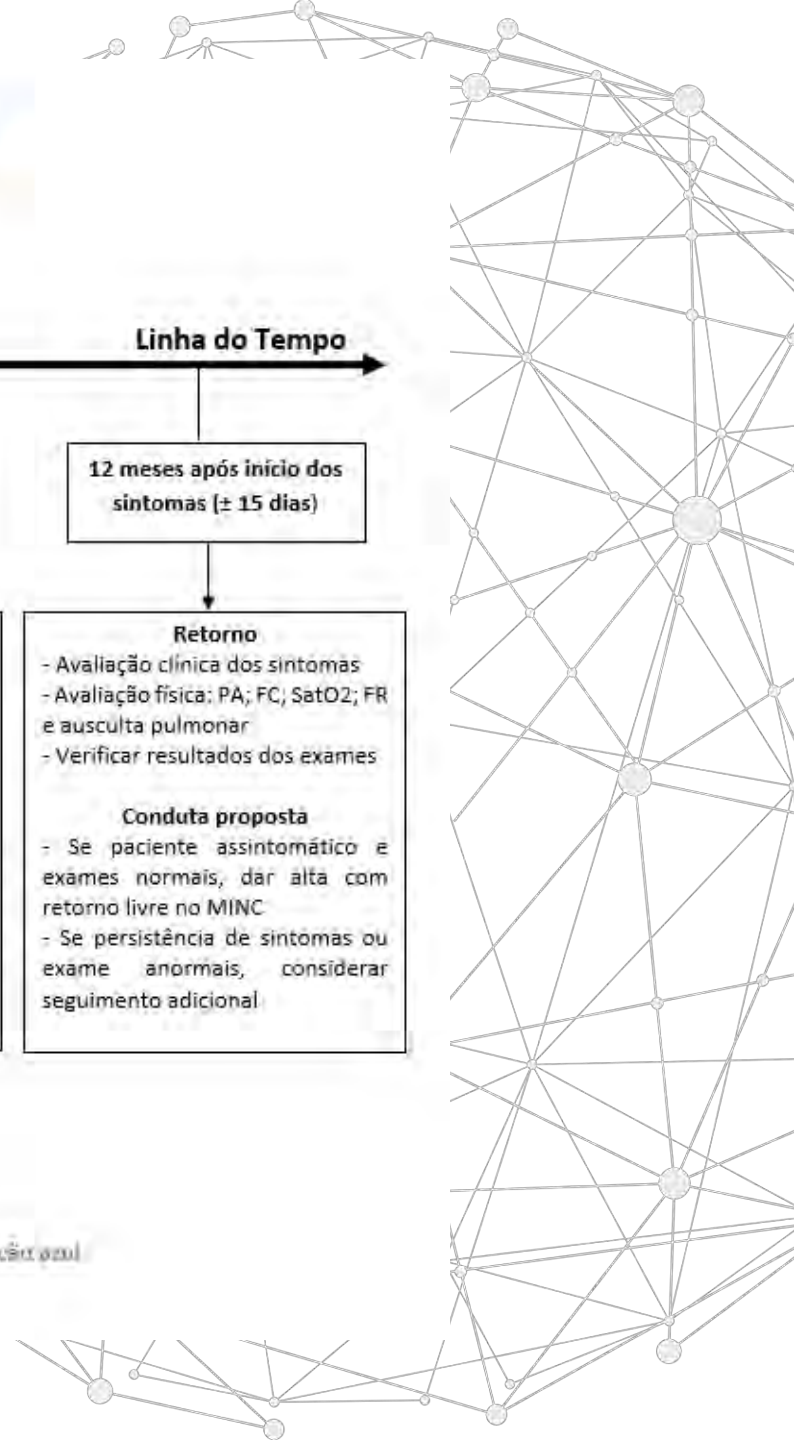 Linha do Tempo
12 meses após início dos
sintomas (± 15 dias)
Retorno
- Avaliação clínica dos sintomas
- Avaliação física: PA; FC; SatO2; FR
e ausculta pulmonar
- Verificar resultados dos exames
Conduta proposta
- Se paciente assintomático e
exames normais, dar alta com
retorno livre no MINC
- Se persistência de sintomas ou
exame anormais, considerar
seguimento adicional
azul